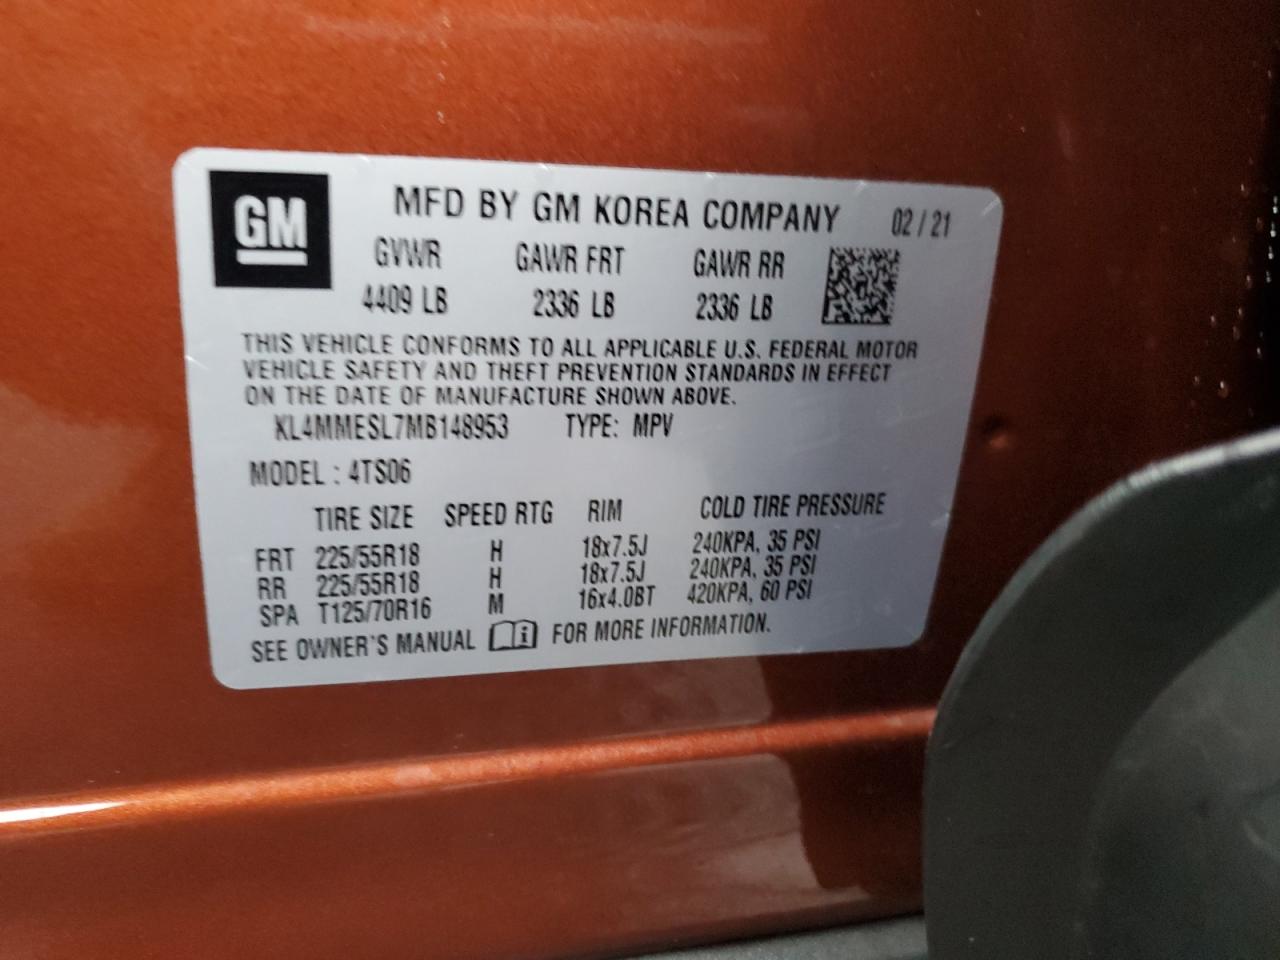 GM
MFD BY GM KOREA COMPANY 02/21
GVWR GAWR FRT GAWR RR
4409 LB 2336 LB 2336 LB
THIS VEHICLE CONFORMS TO ALL APPLICABLE U.S. FEDERAL MOTOR
VEHICLE SAFETY AND THEFT PREVENTION STANDARDS IN EFFECT
ON THE DATE OF MANUFACTURE SHOWN ABOVE.
KL4MMESL7MB148953 TYPE: MPV
MODEL : 4TS06
TIRE SIZE SPEED RTG RIM COLD TIRE PRESSURE
FRT 225/55R18 H 18x7.5J 240KPA, 35 PSI
RR 225/55R18 H 18x7.5J 240KPA, 35 PSI
SPA T125/70R16 M 16x4.0BT 420KPA, 60 PSI
SEE OWNER'S MANUAL i FOR MORE INFORMATION.